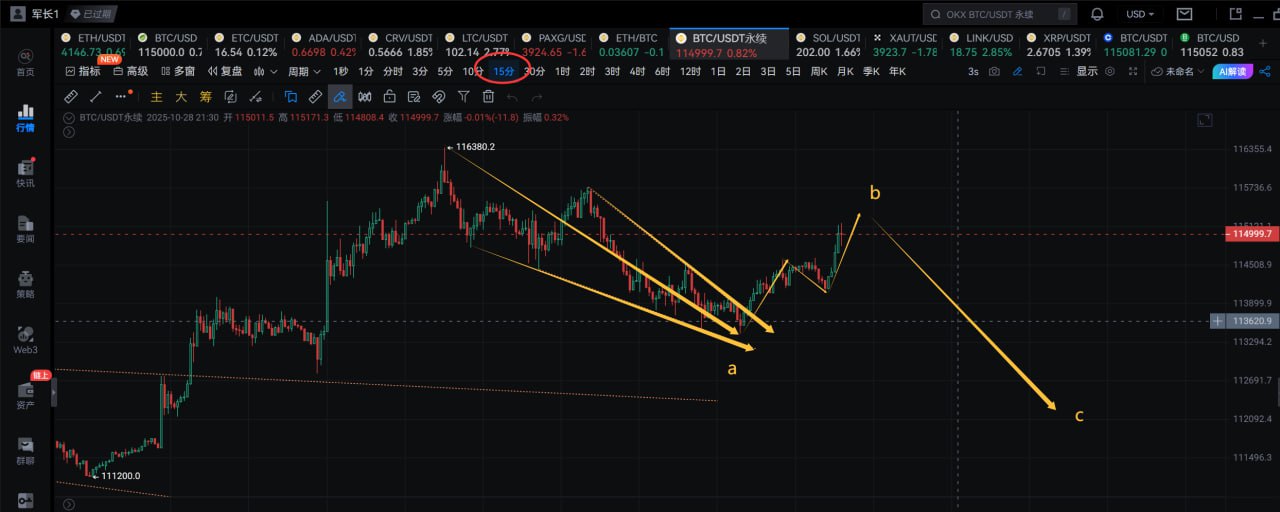 军长1 已过期 OKX BTC/USDT 永续 / USD
ETH/USDT BTC/USD ETC/USDT ADA/USDT CRV/USDT LTC/USDT PAXG/USDT ETH/BTC BTC/USDT永续 SOL/USDT XAUT/USD LINK/USD XRP/USDT BTC/USDT BTC/USD
4146.73 115000.0 0.7 16.54 0.12% 0.6698 0.42% 0.5666 1.85% 102.14 3924.65 -1.6 0.03607 -0.1 114999.7 0.82% 202.00 1.66% 3923.7 -1.78 18.75 2.85% 2.6705 1.39% 115081.29 0 115052 0.83
NEW
首页
指标 高级 多窗 复盘 周期 1秒 1分 分时 3分 5分 10分 15分 30分 1时 2时 3时 4时 6时 12时 1日 2日 3日 5日 周K 月K 季K 年K 3s 显示 未命名 AI解读
主 大 筹
BTC/USDT永续 2025-10-28 21:30 开 115011.5 高 115171.3 低 114808.4 收 114999.7 涨幅 -0.01%(-11.8) 振幅 0.32%
行情
快讯
要闻
策略
Web3
链上
资产
群聊
116380.2
111200.0
a
b
c
116355.4
115736.6
114999.7
114508.9
113899.9
113620.9
113294.2
112691.7
112092.4
111496.3